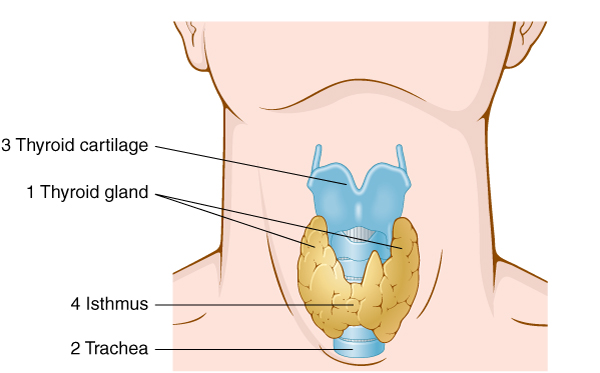 3 Thyroid cartilage
1 Thyroid gland
4 Isthmus
2 Trachea